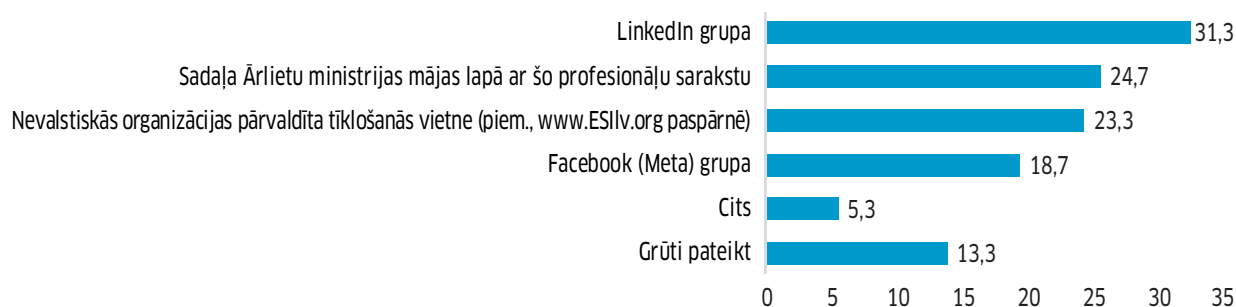 LinkedIn grupa 31,3
Sadaļa Ārlietu ministrijas mājas lapā ar šo profesionāļu sarakstu 24,7
Nevalstiskās organizācijas pārvaldīta tīklošanās vietne (piem., www.ESIlv.org paspārnē) 23,3
Facebook (Meta) grupa 18,7
Cits 5,3
Grūti pateikt 13,3
0 5 10 15 20 25 30 35